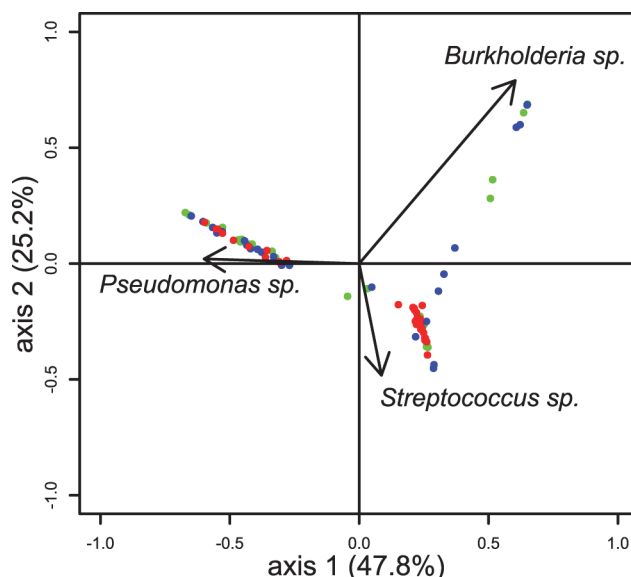 1.0
Burkholderia sp.
0.5
axis 2 (25.2%)
0.0
Pseudomonas sp.
-0.5
Streptococcus sp.
-1.0
-1.0 -0.5 0.0 0.5 1.0
axis 1 (47.8%)